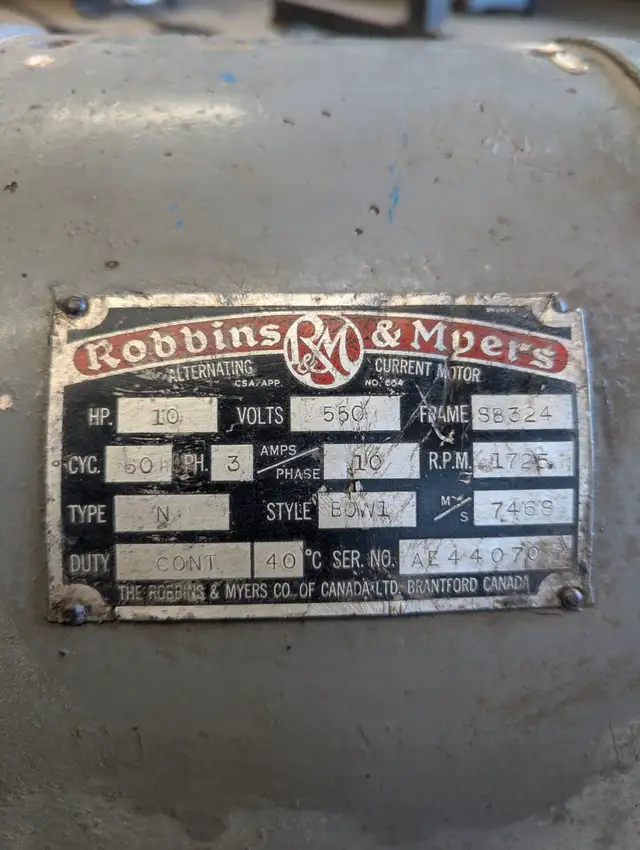 Robbins R&M & Myers
ALTERNATING CURRENT MOTOR
CSA. APP. NO. 664
HP. 10 VOLTS 550 FRAME SB324
CYC. 60 PH. 3 AMPS/PHASE 10 R.P.M. 1725
TYPE N STYLE M/S 7468
DUTY CONT. 40 °C SER. NO. AE44070
THE ROBBINS & MYERS CO. OF CANADA LTD. BRANTFORD CANADA